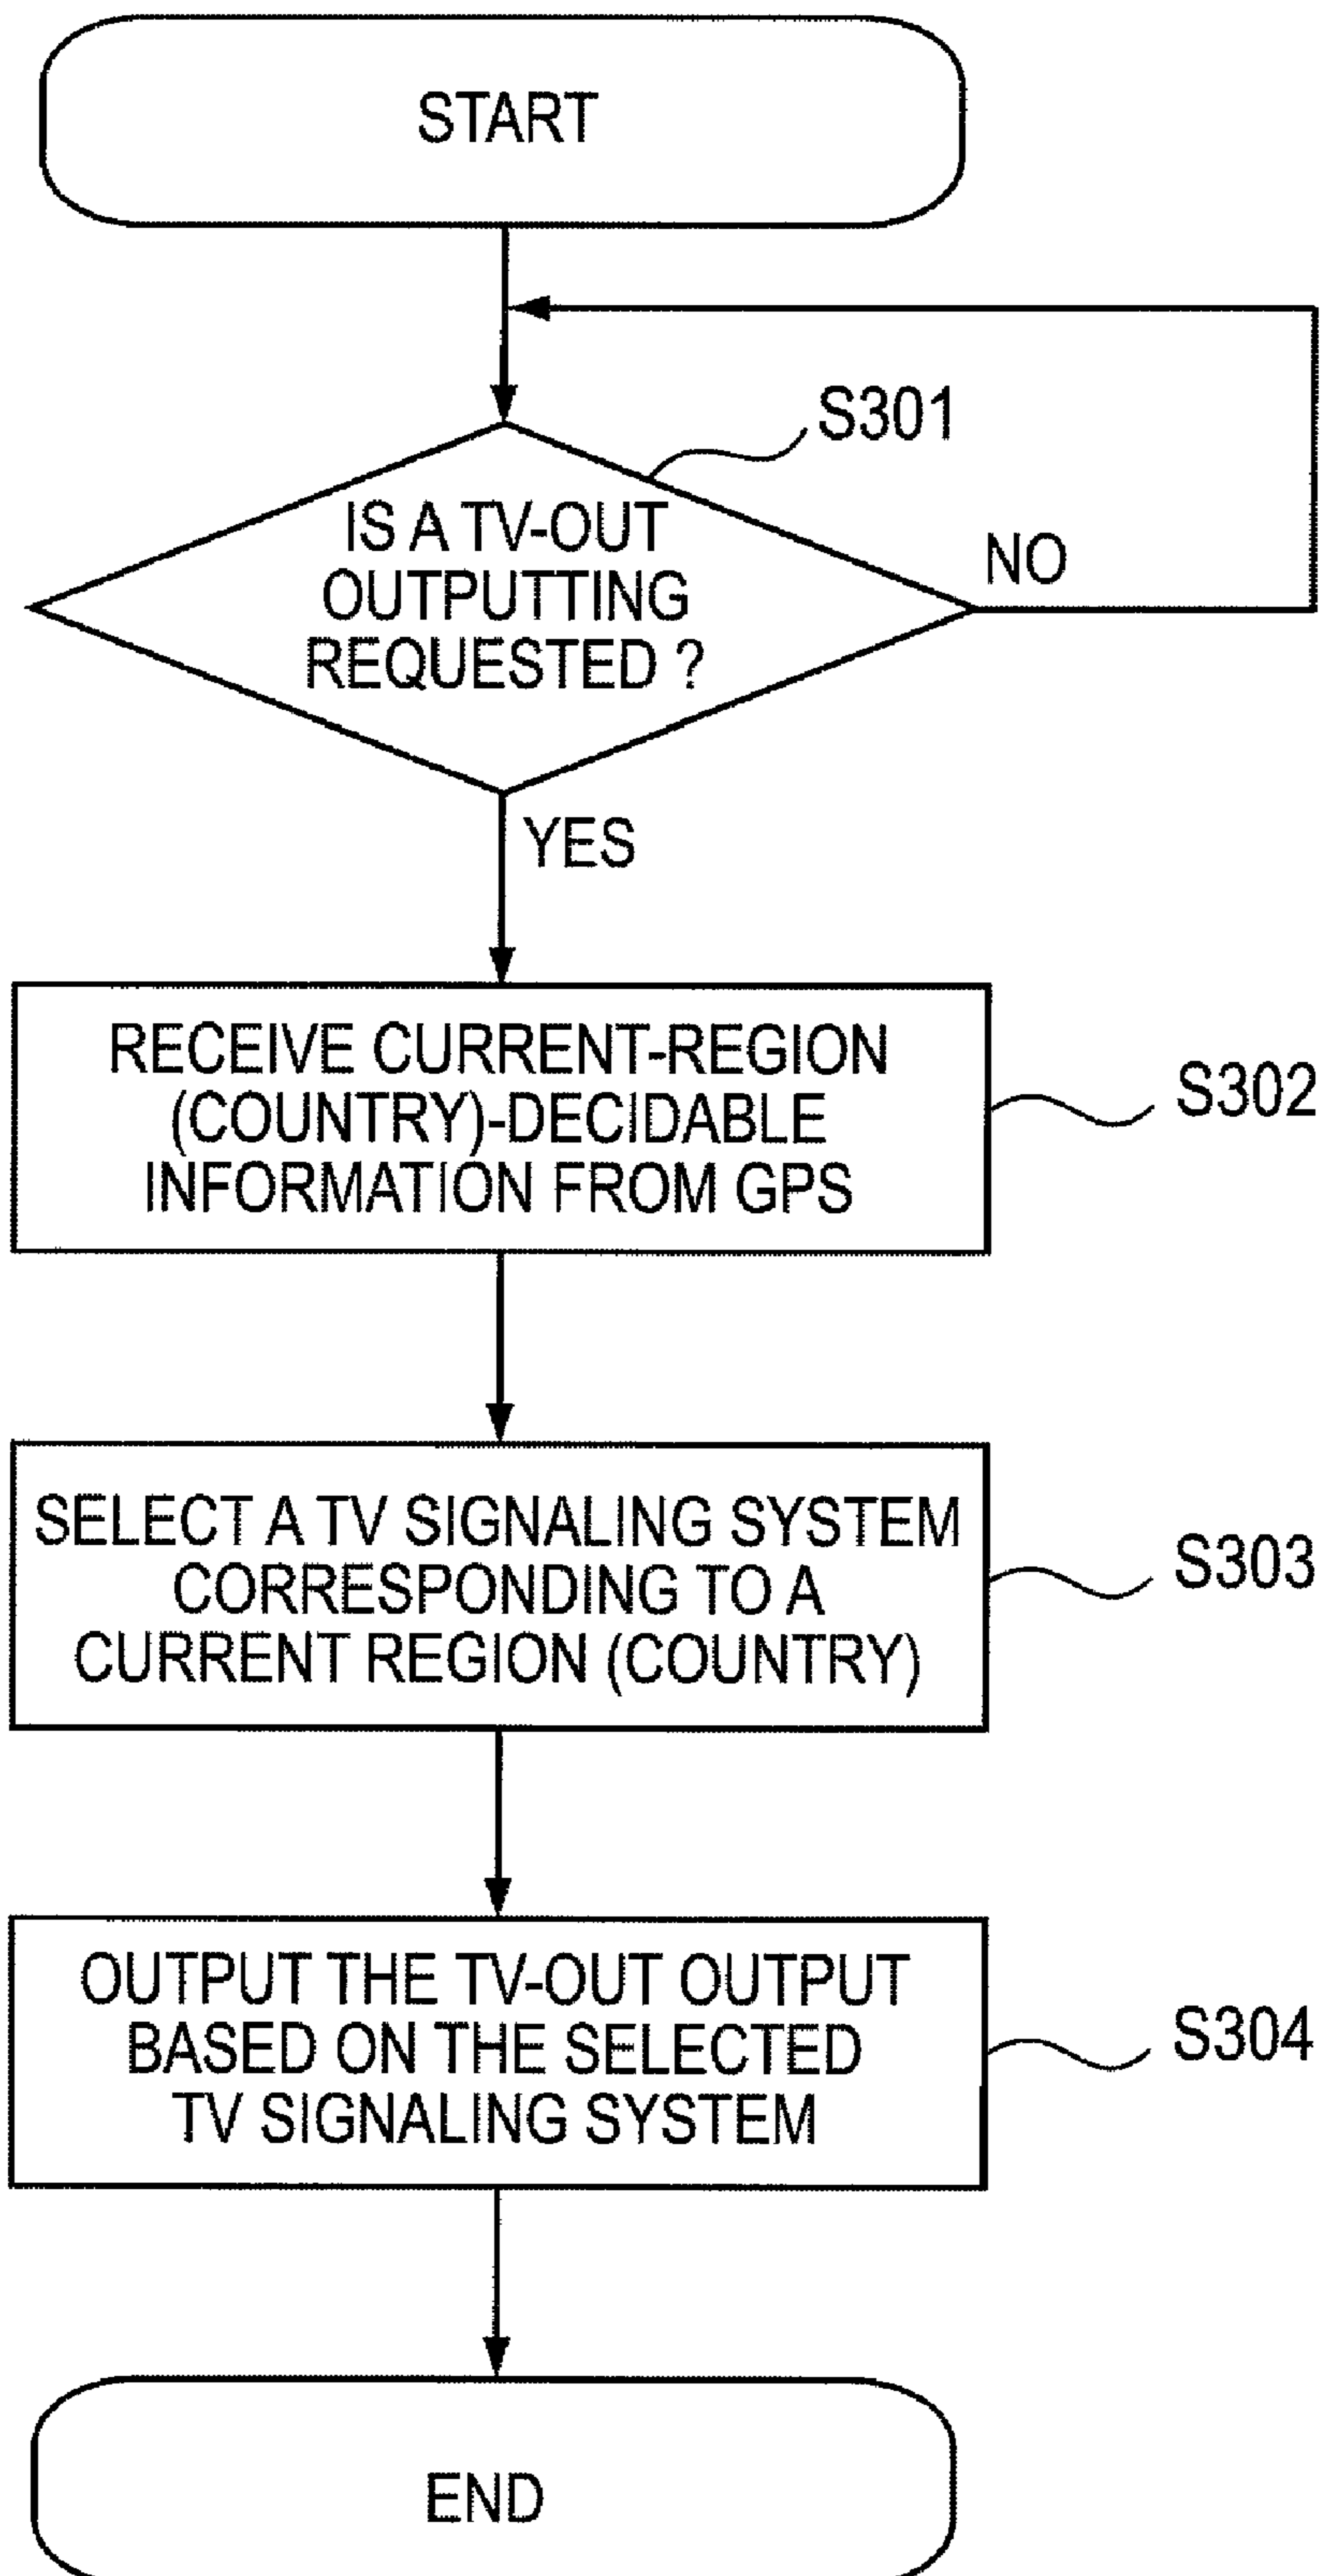 START
S301
IS A TV-OUT
OUTPUTTING
REQUESTED ?
NO
YES
RECEIVE CURRENT-REGION
(COUNTRY)-DECIDABLE
INFORMATION FROM GPS
S302
SELECT A TV SIGNALING SYSTEM
CORRESPONDING TO A
CURRENT REGION (COUNTRY)
S303
OUTPUT THE TV-OUT OUTPUT
BASED ON THE SELECTED
TV SIGNALING SYSTEM
S304
END